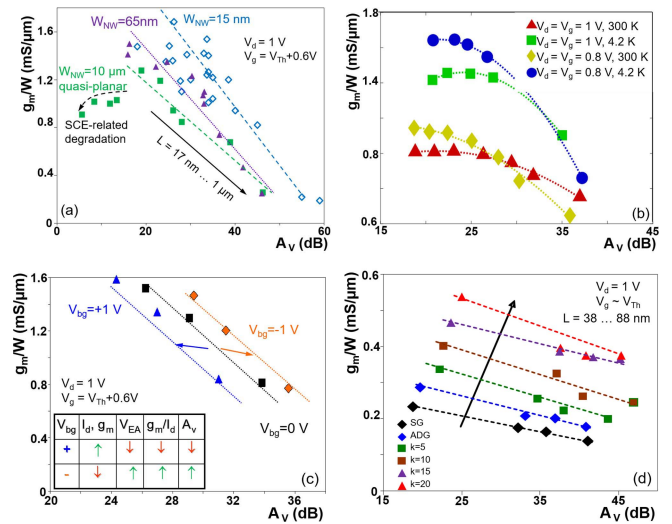 (a)
g_m/W (mS/µm)
2
1.6
1.2
0.8
0.4
0
0
20
40
60
A_V (dB)
W_NW=65nm
W_NW=15 nm
V_d = 1 V
V_g = V_Th+0.6V
W_NW=10 µm
quasi-planar
SCE-related
degradation
L = 17 nm … 1 µm
(b)
g_m/W (mS/µm)
1.4
0.8
0.6
15
25
35
45
A_V (dB)
V_d = V_g = 1 V, 300 K
V_d = V_g = 1 V, 4.2 K
V_d = V_g = 0.8 V, 300 K
V_d = V_g = 0.8 V, 4.2 K
(c)
g_m/W (mS/µm)
1.6
1.2
0.8
0.4
0
20
24
28
32
36
A_V (dB)
V_bg=+1 V
V_bg=-1 V
V_bg=0 V
V_d = 1 V
V_g = V_Th+0.6V
V_bg I_d, g_m V_EA g_m/I_d A_v
+ ↑ ↓ ↓ ↓
- ↓ ↑ ↑ ↑
(d)
g_m/W (mS/µm)
0.6
0.4
0.2
0
15
25
35
45
A_V (dB)
V_d = 1 V
V_g ~ V_Th
L = 38 … 88 nm
SG
ADG
k=5
k=10
k=15
k=20